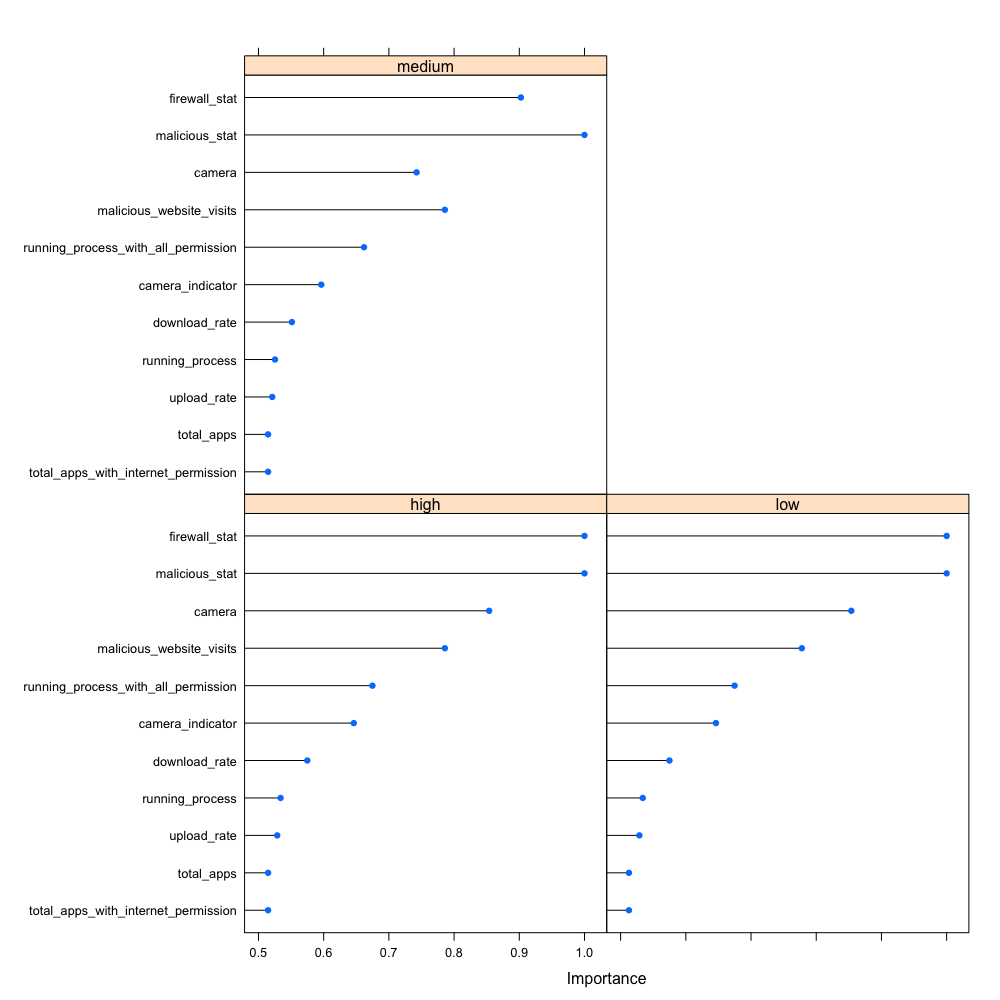 medium
firewall_stat
malicious_stat
camera
malicious_website_visits
running_process_with_all_permission
camera_indicator
download_rate
running_process
upload_rate
total_apps
total_apps_with_internet_permission
high low
firewall_stat
malicious_stat
camera
malicious_website_visits
running_process_with_all_permission
camera_indicator
download_rate
running_process
upload_rate
total_apps
total_apps_with_internet_permission
0.5 0.6 0.7 0.8 0.9 1.0
Importance